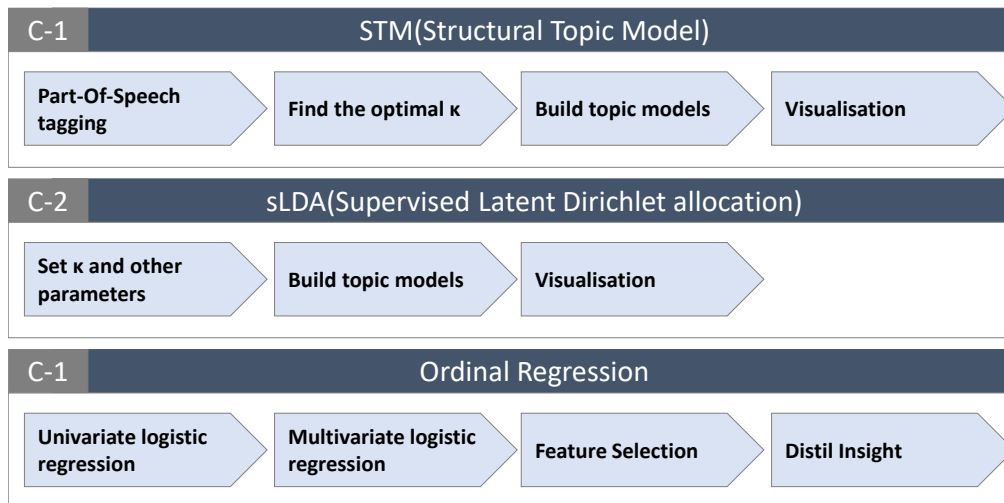 C-1
STM(Structural Topic Model)
Part-Of-Speech
tagging
Find the optimal κ
Build topic models
Visualisation
C-2
sLDA(Supervised Latent Dirichlet allocation)
Set κ and other
parameters
Build topic models
Visualisation
C-1
Ordinal Regression
Univariate logistic
regression
Multivariate logistic
regression
Feature Selection
Distil Insight